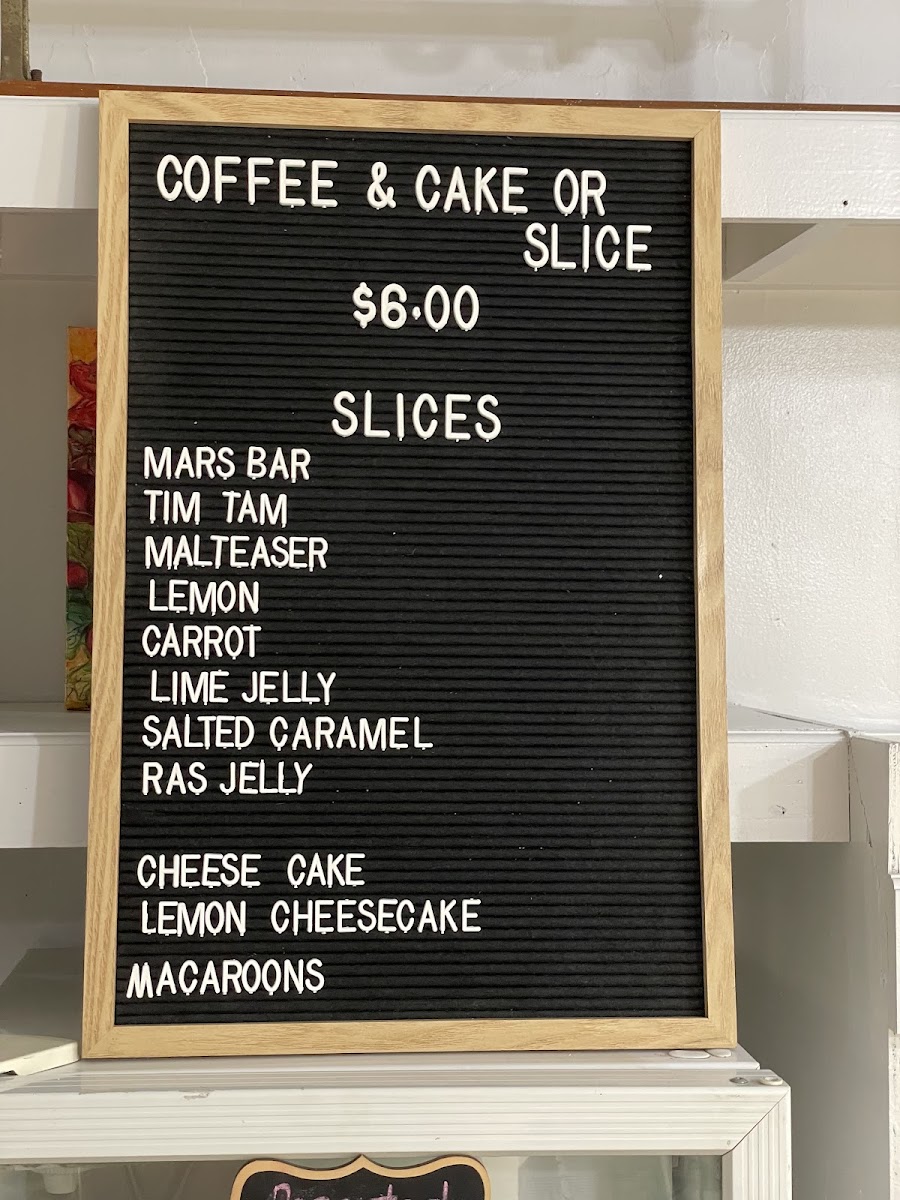 COFFEE & CAKE OR
SLICE
$6.00
SLICES
MARS BAR
TIM TAM
MALTEASER
LEMON
CARROT
LIME JELLY
SALTED CARAMEL
RAS JELLY
CHEESE CAKE
LEMON CHEESECAKE
MACAROONS